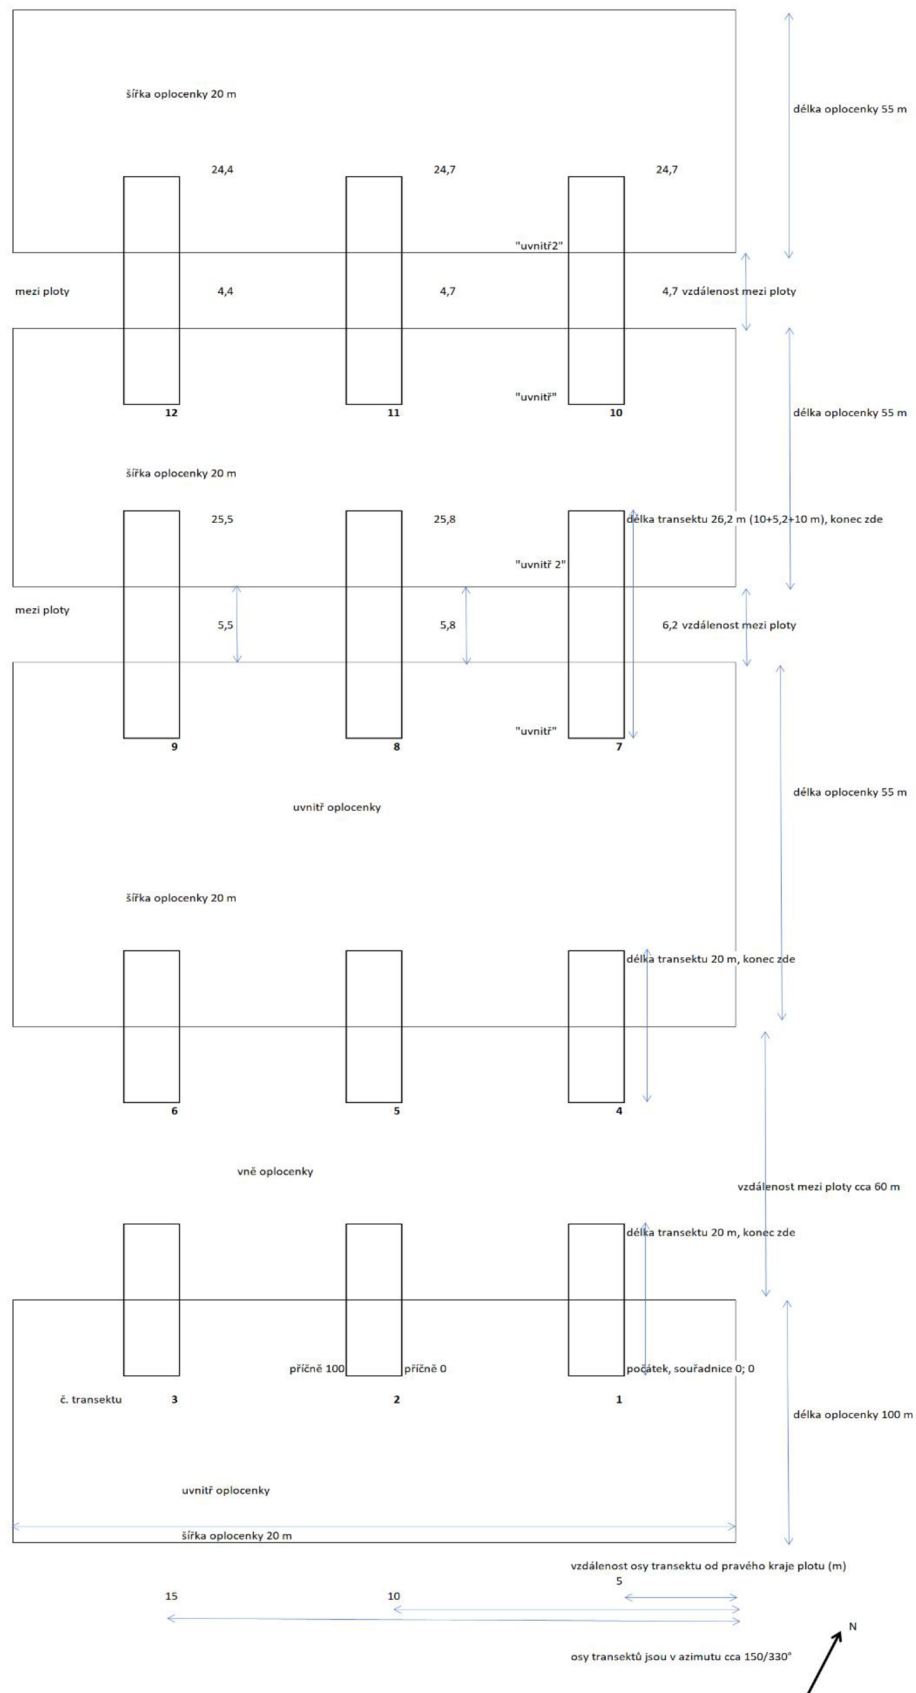 šířka oplocenky 20 m
délka oplocenky 55 m
24,4 24,7 24,7
"uvnitř2"
mezi ploty 4,4 4,7 4,7 vzdálenost mezi ploty
"uvnitř"
12 11 10 délka oplocenky 55 m
šířka oplocenky 20 m
25,5 25,8 délka transektu 26,2 m (10+5,2+10 m), konec zde
"uvnitř 2"
mezi ploty
5,5 5,8 6,2 vzdálenost mezi ploty
"uvnitř"
9 8 7
délka oplocenky 55 m
uvnitř oplocenky
šířka oplocenky 20 m
délka transektu 20 m, konec zde
6 5 4
vně oplocenky
vzdálenost mezi ploty cca 60 m
délka transektu 20 m, konec zde
příčně 100 příčně 0 počátek, souřadnice 0; 0
č. transektu 3 2 1
délka oplocenky 100 m
uvnitř oplocenky
šířka oplocenky 20 m
vzdálenost osy transektu od pravého kraje plotu (m)
5
15 10
N
osy transektů jsou v azimutu cca 150/330°